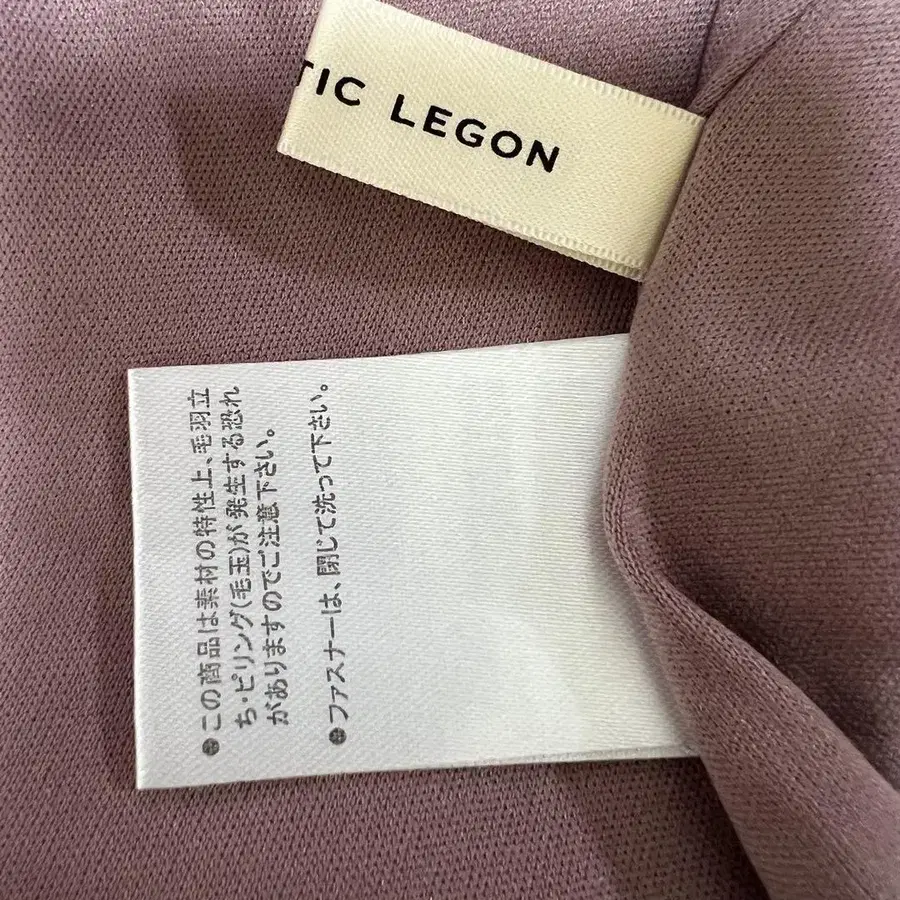 TIC LEGON
●この商品は素材の特性上、毛羽立
ち・ピリング(毛玉)が発生する恐れ
がありますのでご注意下さい。
●ファスナーは、閉じて洗って下さい。